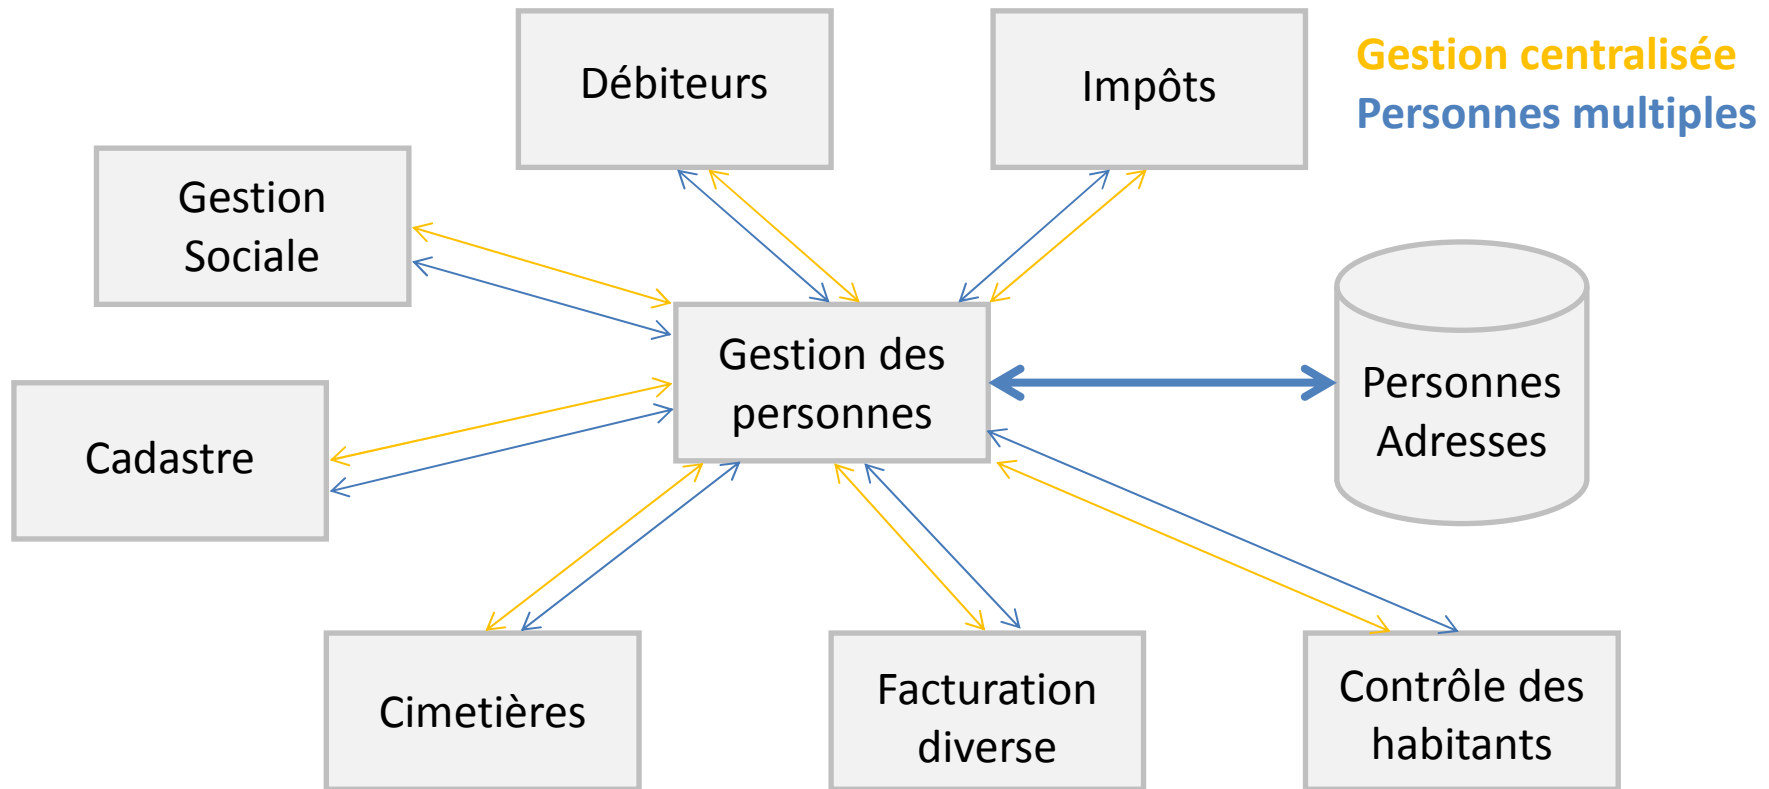 Débiteurs
Impôts
Gestion centralisée
Personnes multiples
Gestion
Sociale
Gestion des
personnes
Personnes
Adresses
Cadastre
Cimetières
Facturation
diverse
Contrôle des
habitants